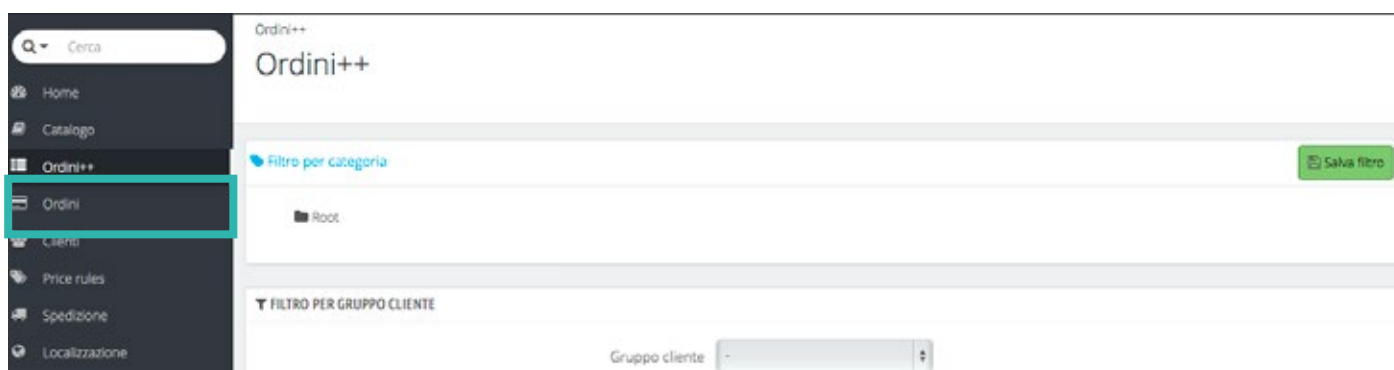 Cerca
Home
Catalogo
Ordini++
Ordini
Clienti
Price rules
Spedizione
Localizzazione
Ordini++
Ordini++
Filtro per categoria
Salva filtro
Root
FILTRO PER GRUPPO CLIENTE
Gruppo cliente -